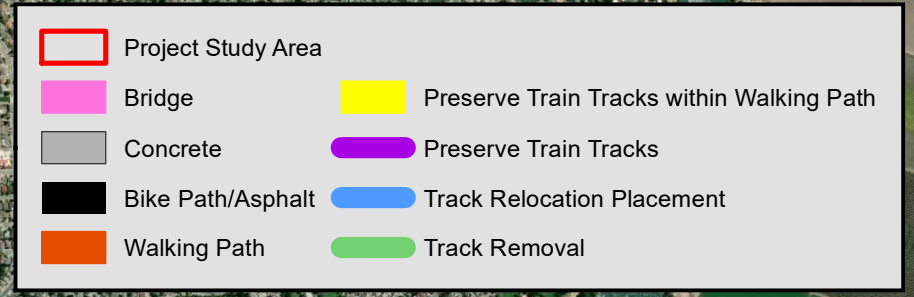 Project Study Area
Bridge
Preserve Train Tracks within Walking Path
Concrete
Preserve Train Tracks
Bike Path/Asphalt
Track Relocation Placement
Walking Path
Track Removal